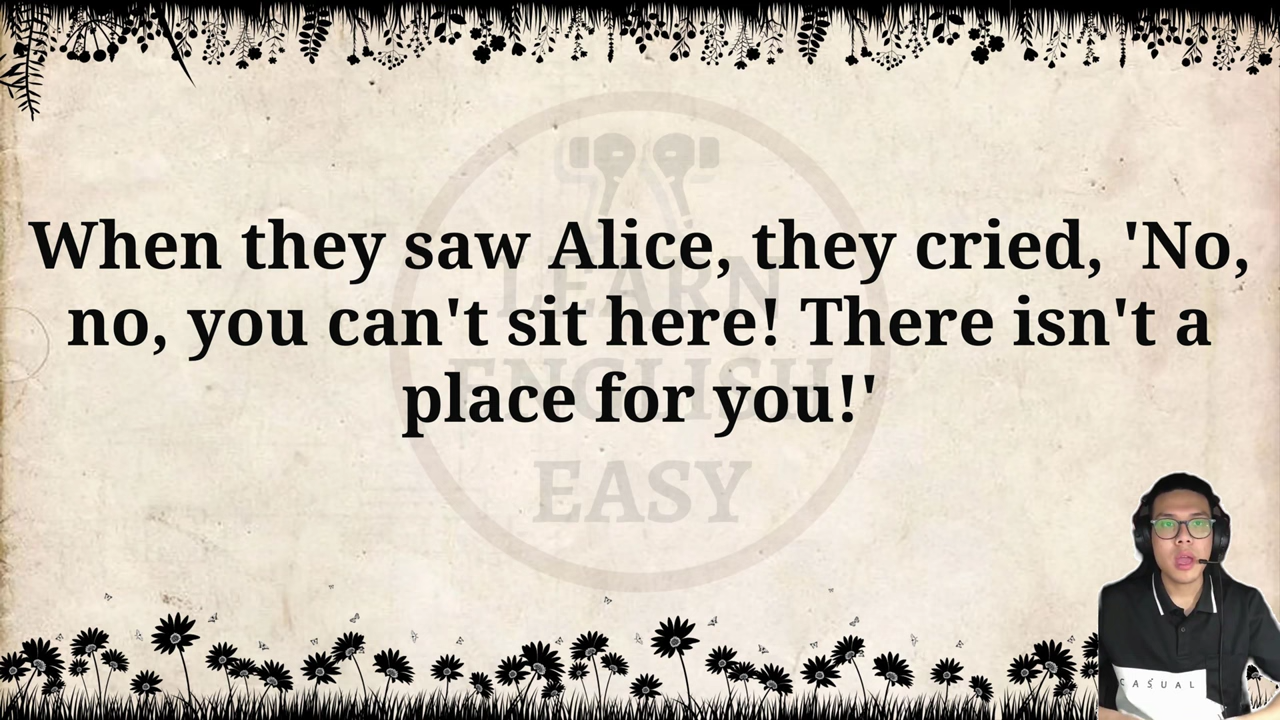 When they saw Alice, they cried, 'No,
no, you can't sit here! There isn't a
place for you!'
LEARN
ENGLISH
EASY
CASUAL